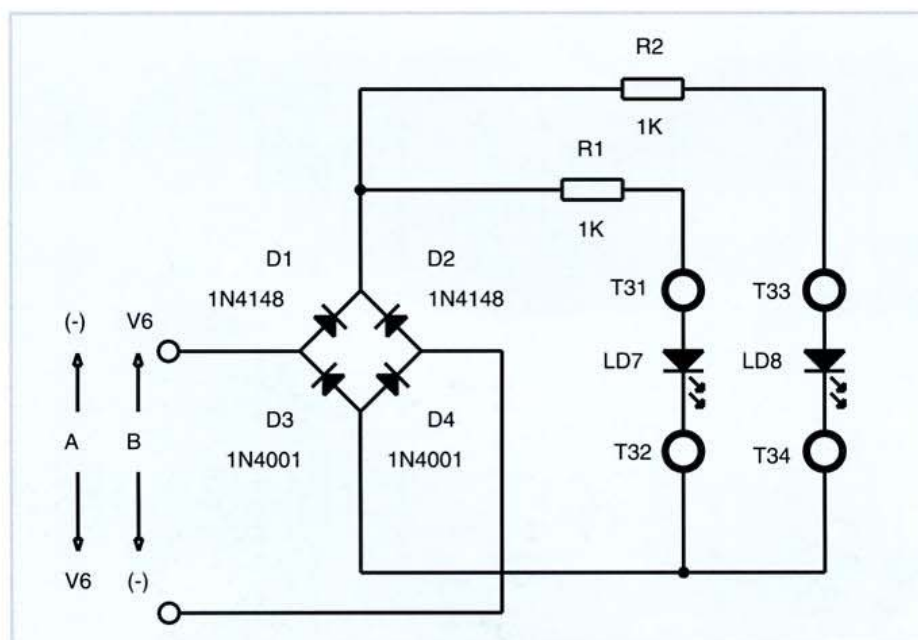 R2
1K
R1
1K
D1
D2
1N4148
1N4148
T31
T33
(-)
V6
LD7
LD8
D3
D4
A
B
1N4001
1N4001
T32
T34
V6
(-)